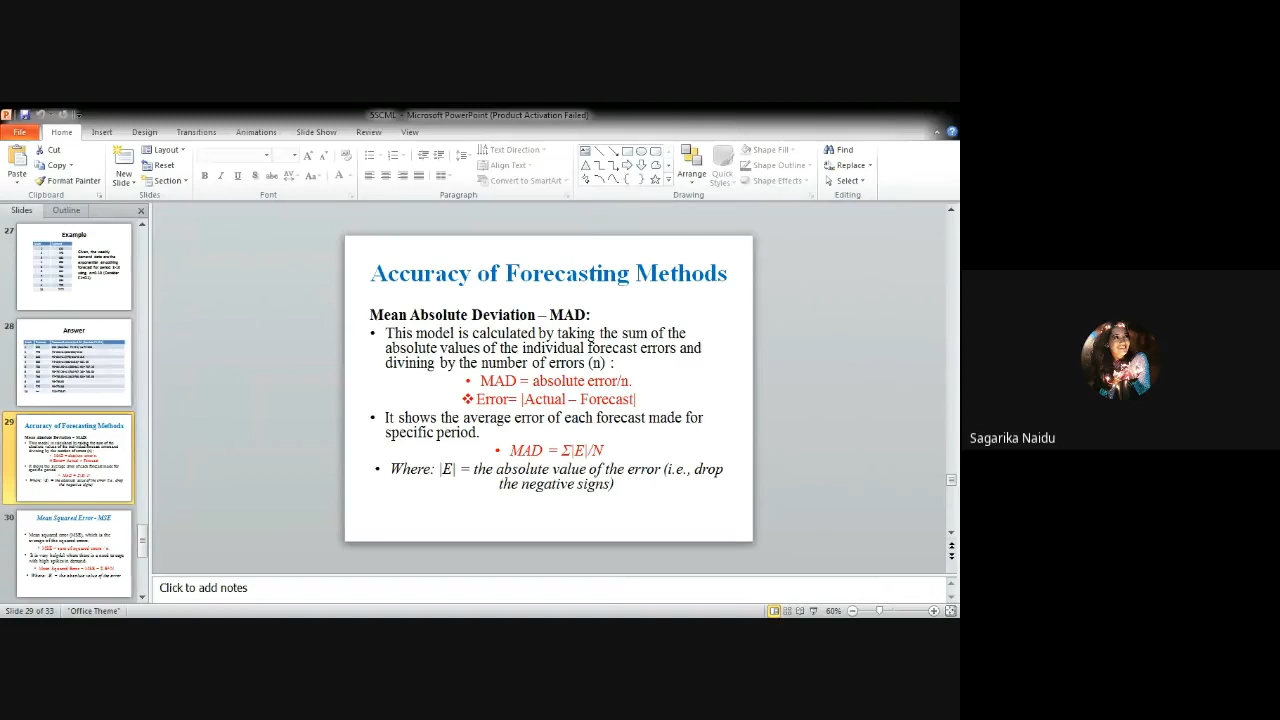 5SCML - Microsoft PowerPoint (Product Activation Failed)
File Home Insert Design Transitions Animations Slide Show Review View
Cut
Copy
Format Painter
Paste
Clipboard
New
Slide
Layout
Reset
Section
Slides
Font
Text Direction
Align Text
Convert to SmartArt
Paragraph
Arrange
Quick
Styles
Shape Fill
Shape Outline
Shape Effects
Drawing
Find
Replace
Select
Editing
Slides Outline
27
Example
28
Answer
29
Accuracy of Forecasting Methods
30
Mean Squared Error - MSE
Accuracy of Forecasting Methods
Mean Absolute Deviation – MAD:
• This model is calculated by taking the sum of the
absolute values of the individual forecast errors and
divining by the number of errors (n) :
• MAD = absolute error/n.
❖Error= |Actual – Forecast|
• It shows the average error of each forecast made for
specific period.
• MAD = Σ|E|/N
• Where: |E| = the absolute value of the error (i.e., drop
the negative signs)
Click to add notes
Slide 29 of 33 "Office Theme" 60%
Sagarika Naidu